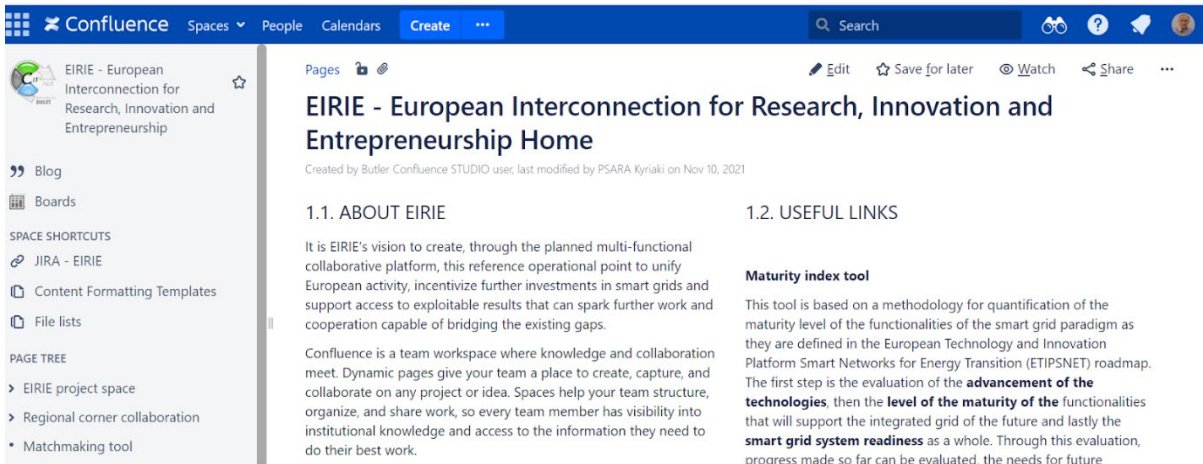 Confluence Spaces People Calendars Create ... Search
EIRIE - European
Interconnection for
Research, Innovation and
Entrepreneurship
Blog
Boards
SPACE SHORTCUTS
JIRA - EIRIE
Content Formatting Templates
File lists
PAGE TREE
EIRIE project space
Regional corner collaboration
Matchmaking tool
Pages Edit Save for later Watch Share ...
EIRIE - European Interconnection for Research, Innovation and
Entrepreneurship Home
Created by Butler Confluence STUDIO user, last modified by PSARA Kyriaki on Nov 10, 2021
1.1. ABOUT EIRIE
It is EIRIE's vision to create, through the planned multi-functional
collaborative platform, this reference operational point to unify
European activity, incentivize further investments in smart grids and
support access to exploitable results that can spark further work and
cooperation capable of bridging the existing gaps.
Confluence is a team workspace where knowledge and collaboration
meet. Dynamic pages give your team a place to create, capture, and
collaborate on any project or idea. Spaces help your team structure,
organize, and share work, so every team member has visibility into
institutional knowledge and access to the information they need to
do their best work.
1.2. USEFUL LINKS
Maturity index tool
This tool is based on a methodology for quantification of the
maturity level of the functionalities of the smart grid paradigm as
they are defined in the European Technology and Innovation
Platform Smart Networks for Energy Transition (ETIPSNET) roadmap.
The first step is the evaluation of the advancement of the
technologies, then the level of the maturity of the functionalities
that will support the integrated grid of the future and lastly the
smart grid system readiness as a whole. Through this evaluation,
progress made so far can be evaluated, the needs for future